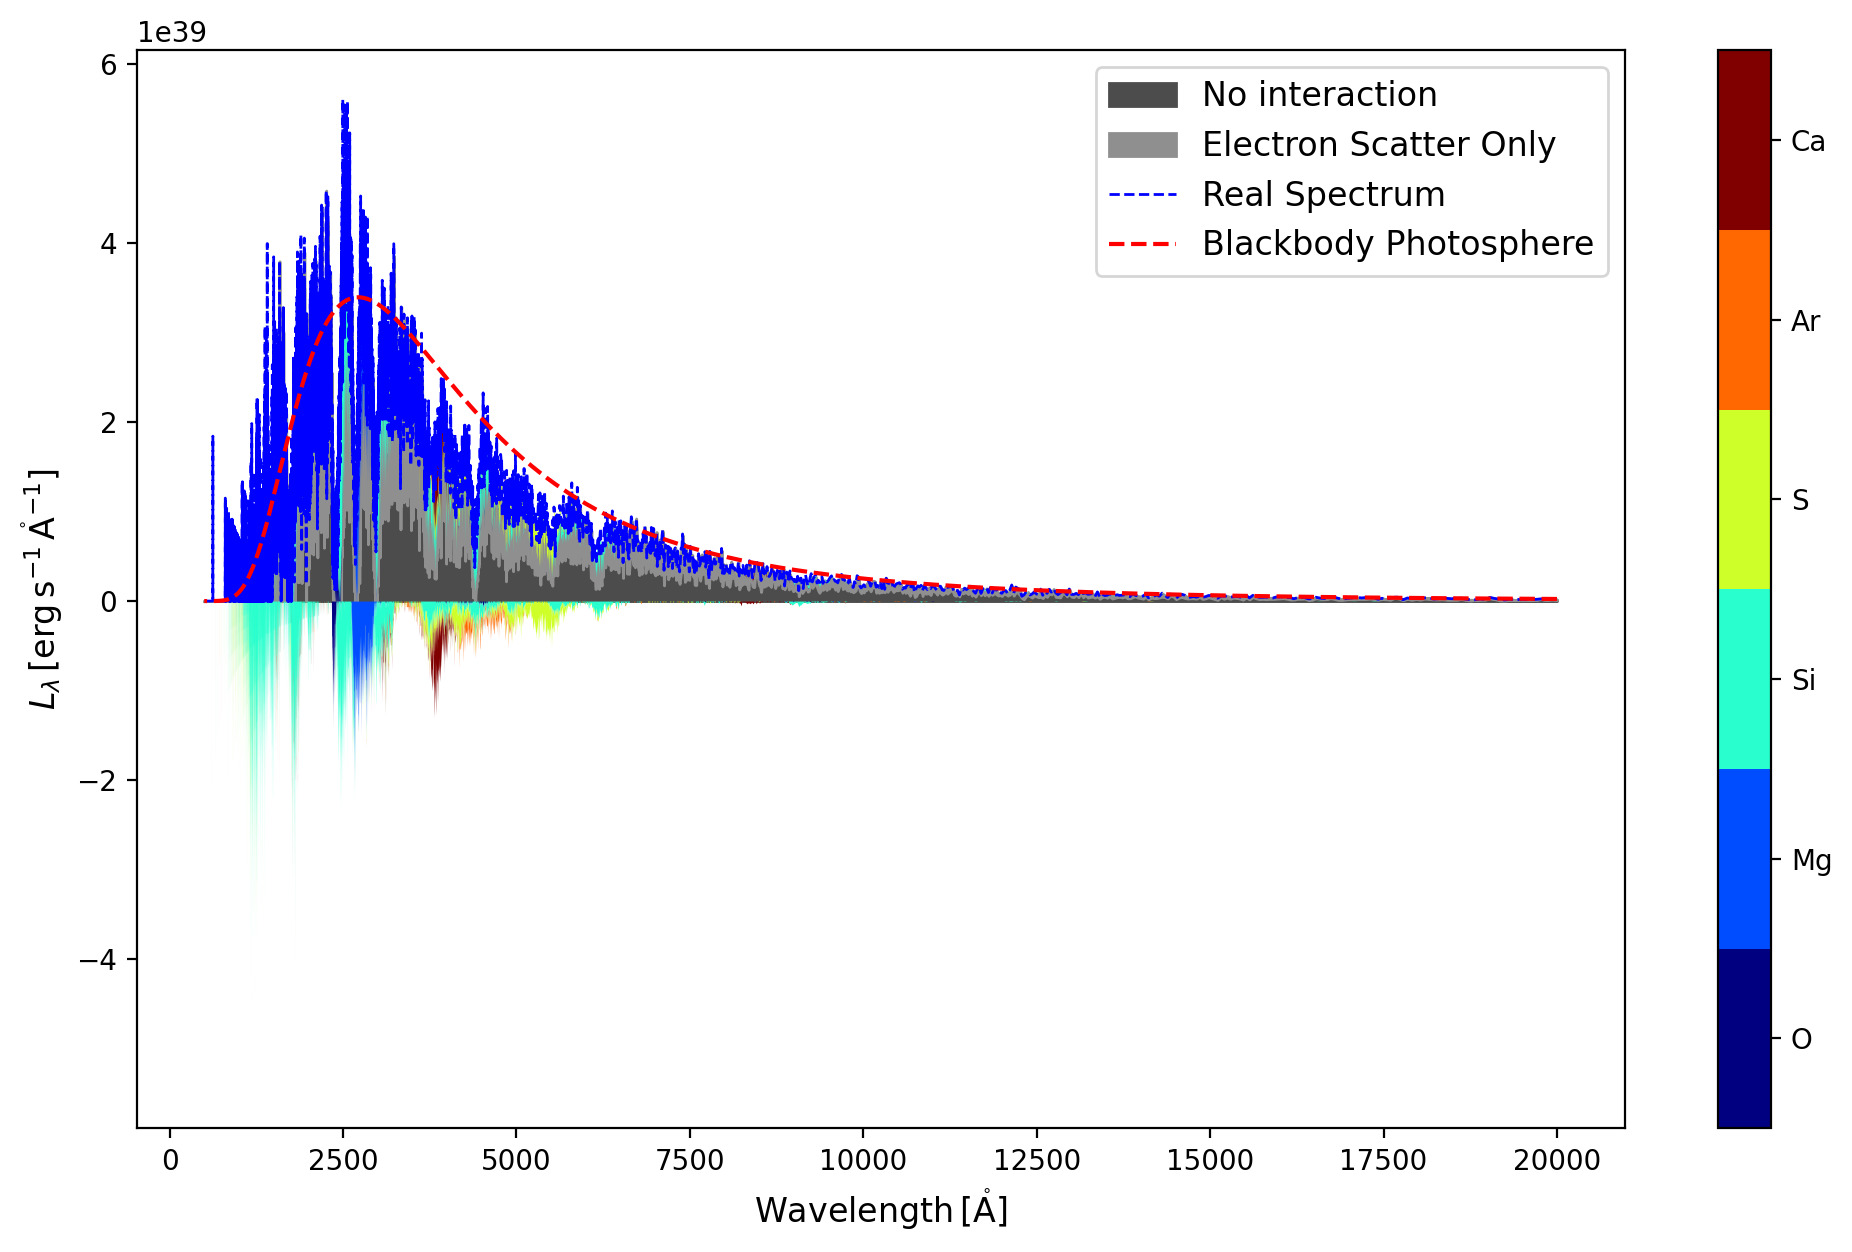 1e39
6
4
2
0
−2
−4
L_λ [erg s⁻¹ Å⁻¹]
No interaction
Electron Scatter Only
Real Spectrum
Blackbody Photosphere
0 2500 5000 7500 10000 12500 15000 17500 20000
Wavelength [Å]
Ca
Ar
S
Si
Mg
O